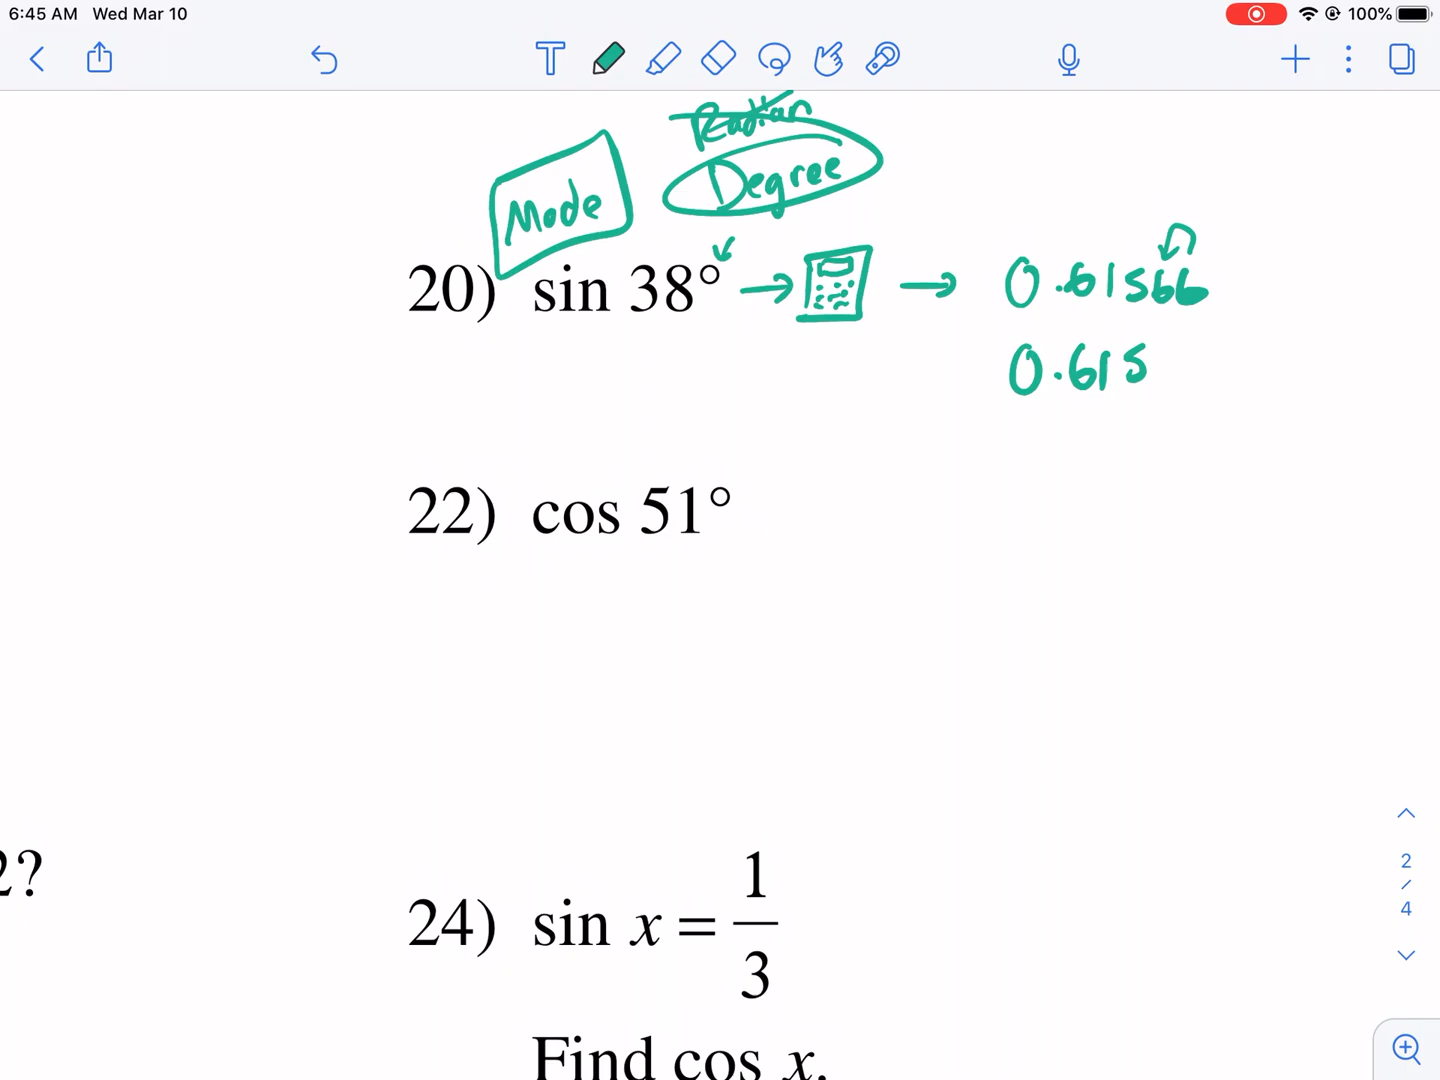 6:45 AM Wed Mar 10
100%
Radian
Degree
Mode
20) sin 38° → → 0.61566
0.615
22) cos 51°
2
/
4
2?
24) sin x = 1/3
Find cos x.